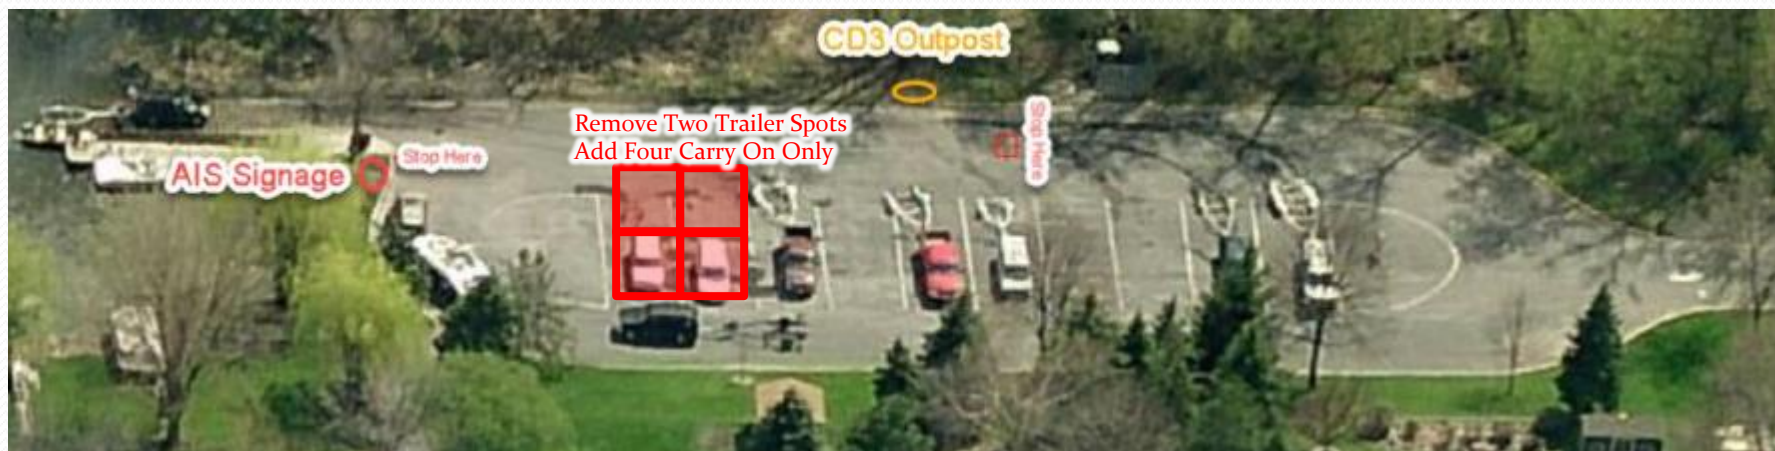 CD3 Outpost
Remove Two Trailer Spots
Add Four Carry On Only
Stop Here
AIS Signage
Stop Here